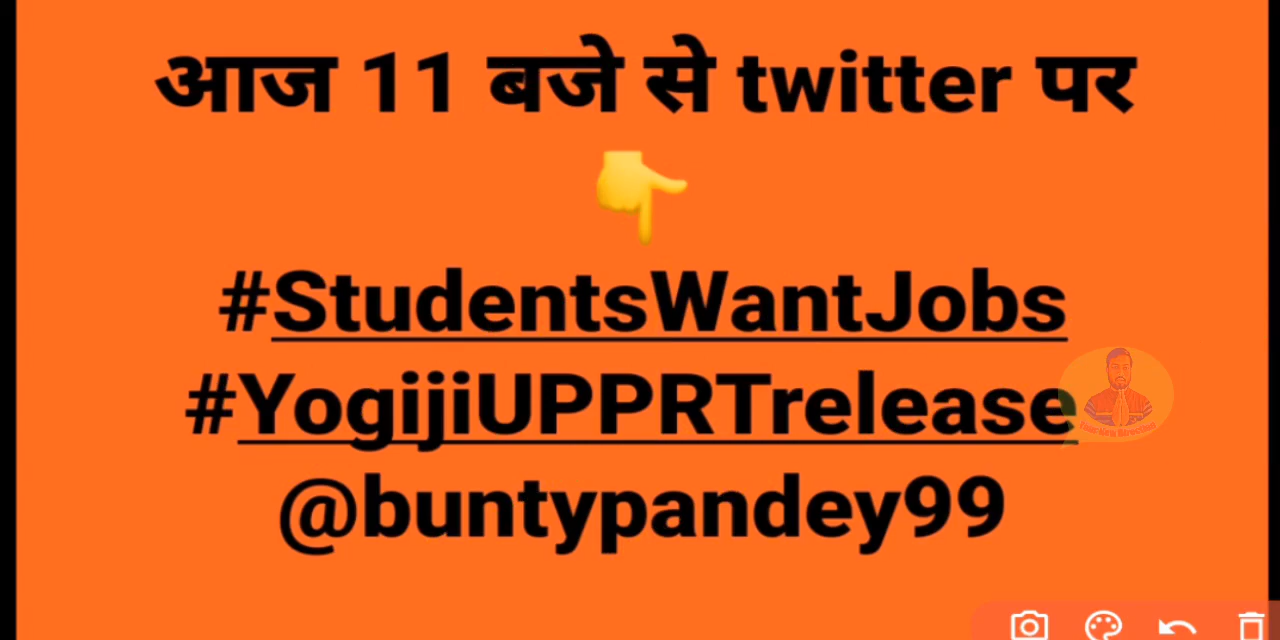 आज 11 बजे से twitter पर
👇
#StudentsWantJobs
#YogijiUPPRTrelease
@buntypandey99